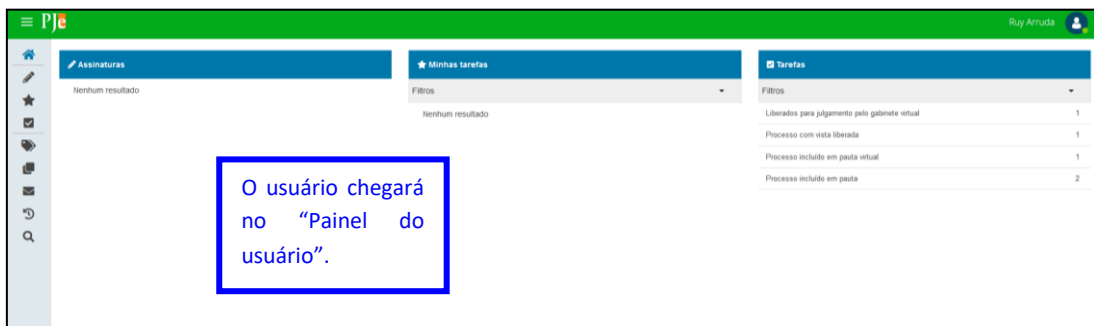 PJe
Ruy Arruda
Assinaturas
Nenhum resultado
Minhas tarefas
Filtros
Nenhum resultado
Tarefas
Filtros
Liberados para julgamento pelo gabinete virtual 1
Processo com vista liberada 1
Processo incluído em pauta virtual 1
Processo incluído em pauta 2
O usuário chegará
no “Painel do
usuário”.